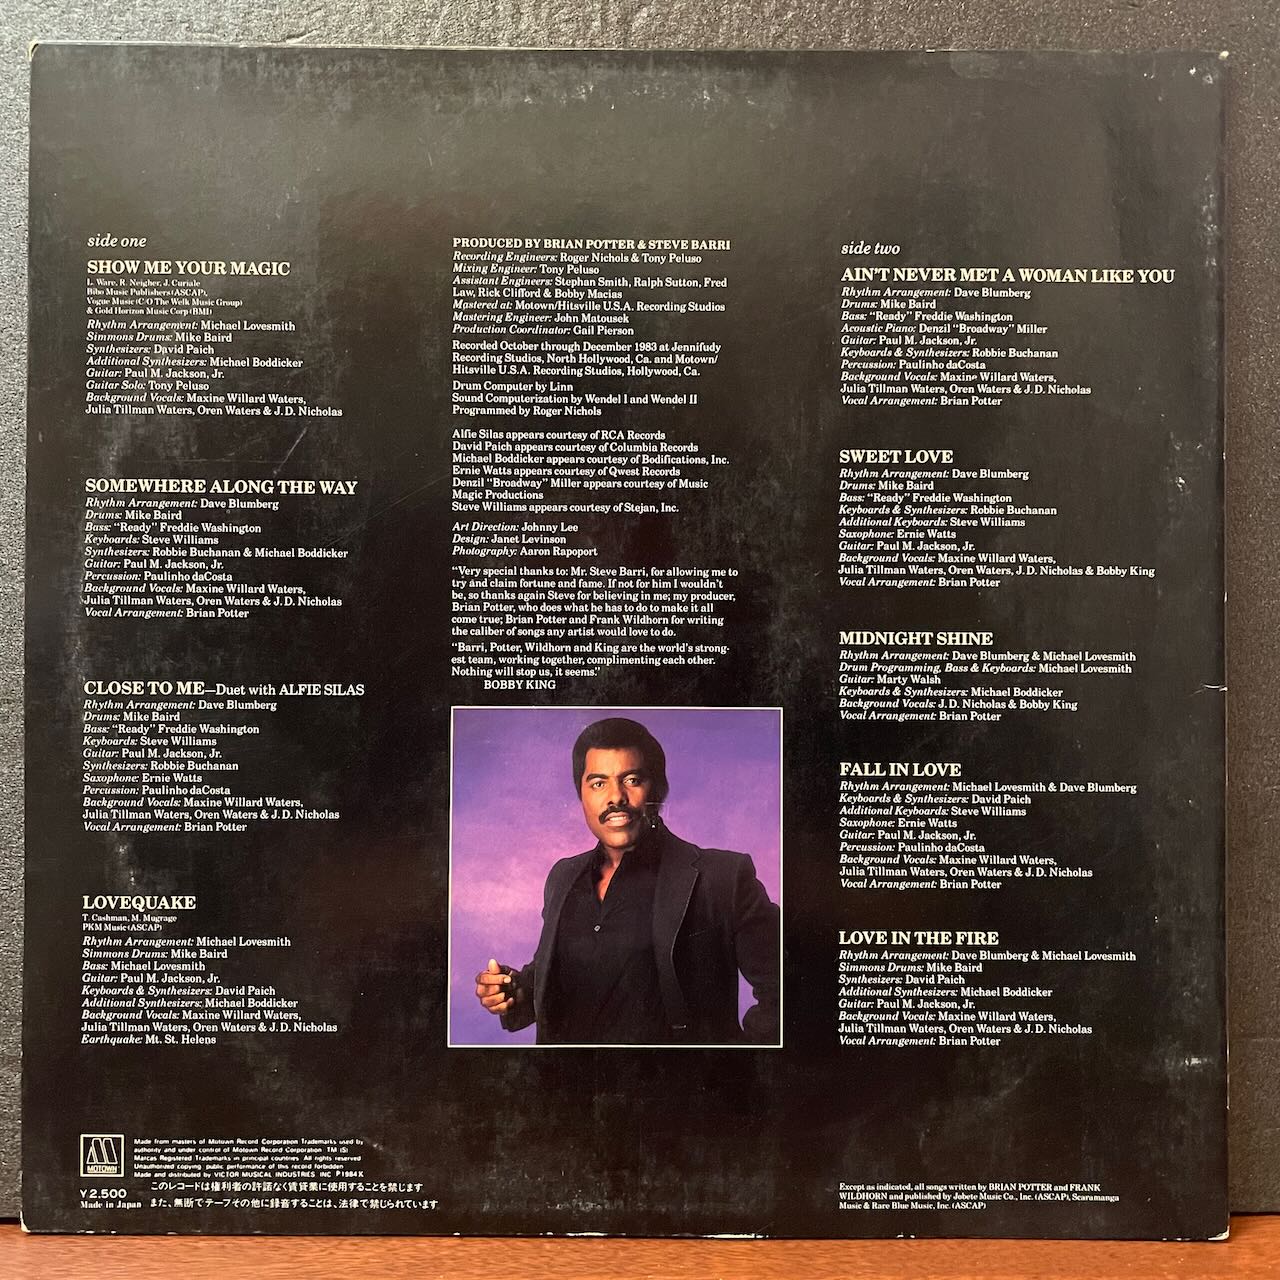 side one
SHOW ME YOUR MAGIC
L. Ware, R. Neigher, J. Curiale
Bibo Music Publishers (ASCAP),
Vogue Music (C/O The Welk Music Group)
& Gold Horizon Music Corp (BMI)
Rhythm Arrangement: Michael Lovesmith
Simmons Drums: Mike Baird
Synthesizers: David Paich
Additional Synthesizers: Michael Boddicker
Guitar: Paul M. Jackson, Jr.
Guitar Solo: Tony Peluso
Background Vocals: Maxine Willard Waters,
Julia Tillman Waters, Oren Waters & J.D. Nicholas
SOMEWHERE ALONG THE WAY
Rhythm Arrangement: Dave Blumberg
Drums: Mike Baird
Bass: “Ready” Freddie Washington
Keyboards: Steve Williams
Synthesizers: Robbie Buchanan & Michael Boddicker
Guitar: Paul M. Jackson, Jr.
Percussion: Paulinho daCosta
Background Vocals: Maxine Willard Waters,
Julia Tillman Waters, Oren Waters & J.D. Nicholas
Vocal Arrangement: Brian Potter
CLOSE TO ME—Duet with ALFIE SILAS
Rhythm Arrangement: Dave Blumberg
Drums: Mike Baird
Bass: “Ready” Freddie Washington
Keyboards: Steve Williams
Guitar: Paul M. Jackson, Jr.
Synthesizers: Robbie Buchanan
Saxophone: Ernie Watts
Percussion: Paulinho daCosta
Background Vocals: Maxine Willard Waters,
Julia Tillman Waters, Oren Waters & J.D. Nicholas
Vocal Arrangement: Brian Potter
LOVEQUAKE
T. Cashman, M. Mugrage
PKM Music (ASCAP)
Rhythm Arrangement: Michael Lovesmith
Simmons Drums: Mike Baird
Bass: Michael Lovesmith
Guitar: Paul M. Jackson, Jr.
Keyboards & Synthesizers: David Paich
Additional Synthesizers: Michael Boddicker
Background Vocals: Maxine Willard Waters,
Julia Tillman Waters, Oren Waters & J.D. Nicholas
Earthquake: Mt. St. Helens
PRODUCED BY BRIAN POTTER & STEVE BARRI
Recording Engineers: Roger Nichols & Tony Peluso
Mixing Engineer: Tony Peluso
Assistant Engineers: Stephan Smith, Ralph Sutton, Fred
Law, Rick Clifford & Bobby Macias
Mastered at: Motown/Hitsville U.S.A. Recording Studios
Mastering Engineer: John Matousek
Production Coordinator: Gail Pierson
Recorded October through December 1983 at Jennifudy
Recording Studios, North Hollywood, Ca. and Motown/
Hitsville U.S.A. Recording Studios, Hollywood, Ca.
Drum Computer by Linn
Sound Computerization by Wendel I and Wendel II
Programmed by Roger Nichols
Alfie Silas appears courtesy of RCA Records
David Paich appears courtesy of Columbia Records
Michael Boddicker appears courtesy of Bodifications, Inc.
Ernie Watts appears courtesy of Qwest Records
Denzil “Broadway” Miller appears courtesy of Music
Magic Productions
Steve Williams appears courtesy of Stejan, Inc.
Art Direction: Johnny Lee
Design: Janet Levinson
Photography: Aaron Rapoport
“Very special thanks to: Mr. Steve Barri, for allowing me to
try and claim fortune and fame. If not for him I wouldn't
be, so thanks again Steve for believing in me; my producer,
Brian Potter, who does what he has to do to make it all
come true; Brian Potter and Frank Wildhorn for writing
the caliber of songs any artist would love to do.
“Barri, Potter, Wildhorn and King are the world's strong-
est team, working together, complimenting each other.
Nothing will stop us, it seems.”
BOBBY KING
side two
AIN'T NEVER MET A WOMAN LIKE YOU
Rhythm Arrangement: Dave Blumberg
Drums: Mike Baird
Bass: “Ready” Freddie Washington
Acoustic Piano: Denzil “Broadway” Miller
Guitar: Paul M. Jackson, Jr.
Keyboards & Synthesizers: Robbie Buchanan
Percussion: Paulinho daCosta
Background Vocals: Maxine Willard Waters,
Julia Tillman Waters, Oren Waters & J.D. Nicholas
Vocal Arrangement: Brian Potter
SWEET LOVE
Rhythm Arrangement: Dave Blumberg
Drums: Mike Baird
Bass: “Ready” Freddie Washington
Keyboards & Synthesizers: Robbie Buchanan
Additional Keyboards: Steve Williams
Saxophone: Ernie Watts
Guitar: Paul M. Jackson, Jr.
Background Vocals: Maxine Willard Waters,
Julia Tillman Waters, Oren Waters, J.D. Nicholas & Bobby King
Vocal Arrangement: Brian Potter
MIDNIGHT SHINE
Rhythm Arrangement: Dave Blumberg & Michael Lovesmith
Drum Programming, Bass & Keyboards: Michael Lovesmith
Guitar: Marty Walsh
Keyboards & Synthesizers: Michael Boddicker
Background Vocals: J.D. Nicholas & Bobby King
Vocal Arrangement: Brian Potter
FALL IN LOVE
Rhythm Arrangement: Michael Lovesmith & Dave Blumberg
Keyboards & Synthesizers: David Paich
Additional Keyboards: Steve Williams
Saxophone: Ernie Watts
Guitar: Paul M. Jackson, Jr.
Percussion: Paulinho daCosta
Background Vocals: Maxine Willard Waters,
Julia Tillman Waters, Oren Waters & J.D. Nicholas
Vocal Arrangement: Brian Potter
LOVE IN THE FIRE
Rhythm Arrangement: Dave Blumberg & Michael Lovesmith
Simmons Drums: Mike Baird
Synthesizers: David Paich
Additional Synthesizers: Michael Boddicker
Guitar: Paul M. Jackson, Jr.
Background Vocals: Maxine Willard Waters,
Julia Tillman Waters, Oren Waters & J.D. Nicholas
Vocal Arrangement: Brian Potter
MOTOWN
Made from masters of Motown Record Corporation Trademarks used by
authority and under control of Motown Record Corporation TM (S)
Marcas Registered Trademarks in principal countries All rights reserved
Unauthorized copying public performance of this record forbidden
Made and distributed by VICTOR MUSICAL INDUSTRIES INC P 1984 K
¥2,500
Made in Japan
このレコードは権利者の許諾なく賃貸業に使用することを禁じます
また、無断でテープその他に録音することは、法律で禁じられています
Except as indicated, all songs written by BRIAN POTTER and FRANK
WILDHORN and published by Jobete Music Co., Inc. (ASCAP), Scaramanga
Music & Rare Blue Music, Inc. (ASCAP)